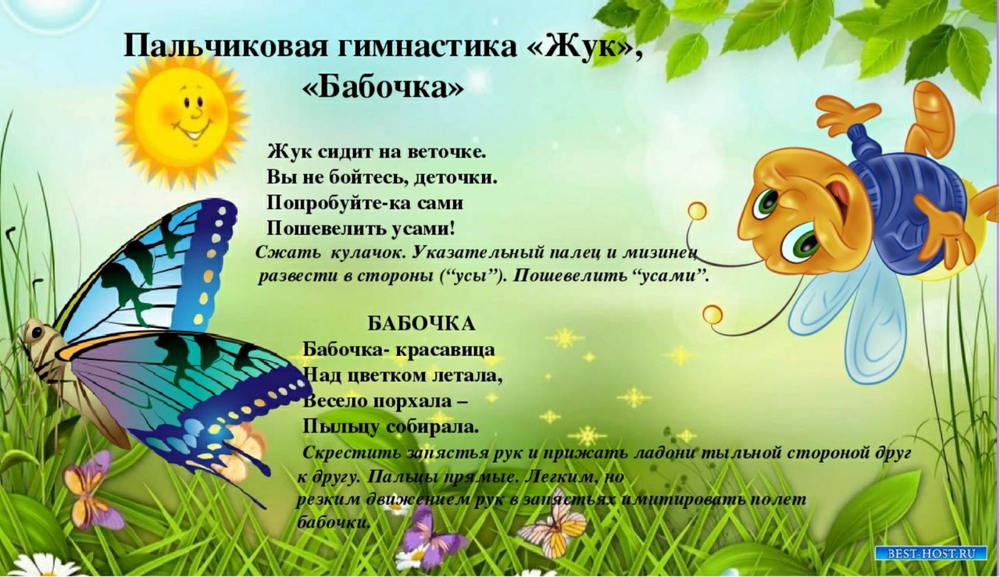 Пальчиковая гимнастика «Жук»,
«Бабочка»
Жук сидит на веточке.
Вы не бойтесь, деточки.
Попробуйте-ка сами
Пошевелить усами!
Сжать кулачок. Указательный палец и мизинец
развести в стороны (“усы”). Пошевелить “усами”.
БАБОЧКА
Бабочка- красавица
Над цветком летала,
Весело порхала –
Пыльцу собирала.
Скрестить запястья рук и прижать ладони тыльной стороной друг
к другу. Пальцы прямые. Легким, но
резким движением рук в запястьях имитировать полет
бабочки.
BEST-HOST.RU